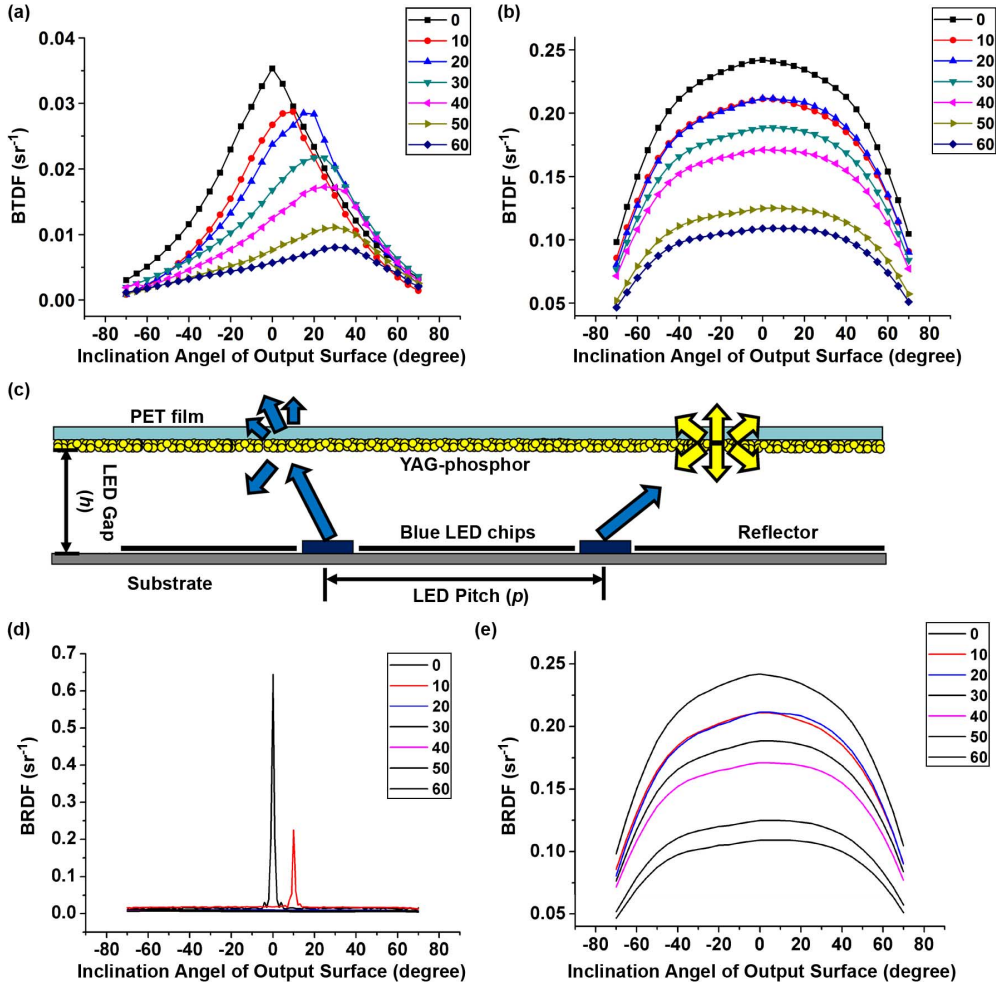 (a)
0
10
20
30
40
50
60
0.04
0.03
0.02
0.01
0.00
BTDF (sr-1)
-80 -60 -40 -20 0 20 40 60 80
Inclination Angel of Output Surface (degree)
(b)
0
10
20
30
40
50
60
0.25
0.20
0.15
0.10
0.05
BTDF (sr-1)
-80 -60 -40 -20 0 20 40 60 80
Inclination Angel of Output Surface (degree)
(c)
PET film
YAG-phosphor
LED Gap
(h)
Blue LED chips
Reflector
Substrate
LED Pitch (p)
(d)
0
10
20
30
40
50
60
0.7
0.6
0.5
0.4
0.3
0.2
0.1
0.0
BRDF (sr-1)
-80 -60 -40 -20 0 20 40 60 80
Inclination Angel of Output Surface (degree)
(e)
0
10
20
30
40
50
60
0.25
0.20
0.15
0.10
0.05
BRDF (sr-1)
-80 -60 -40 -20 0 20 40 60 80
Inclination Angel of Output Surface (degree)